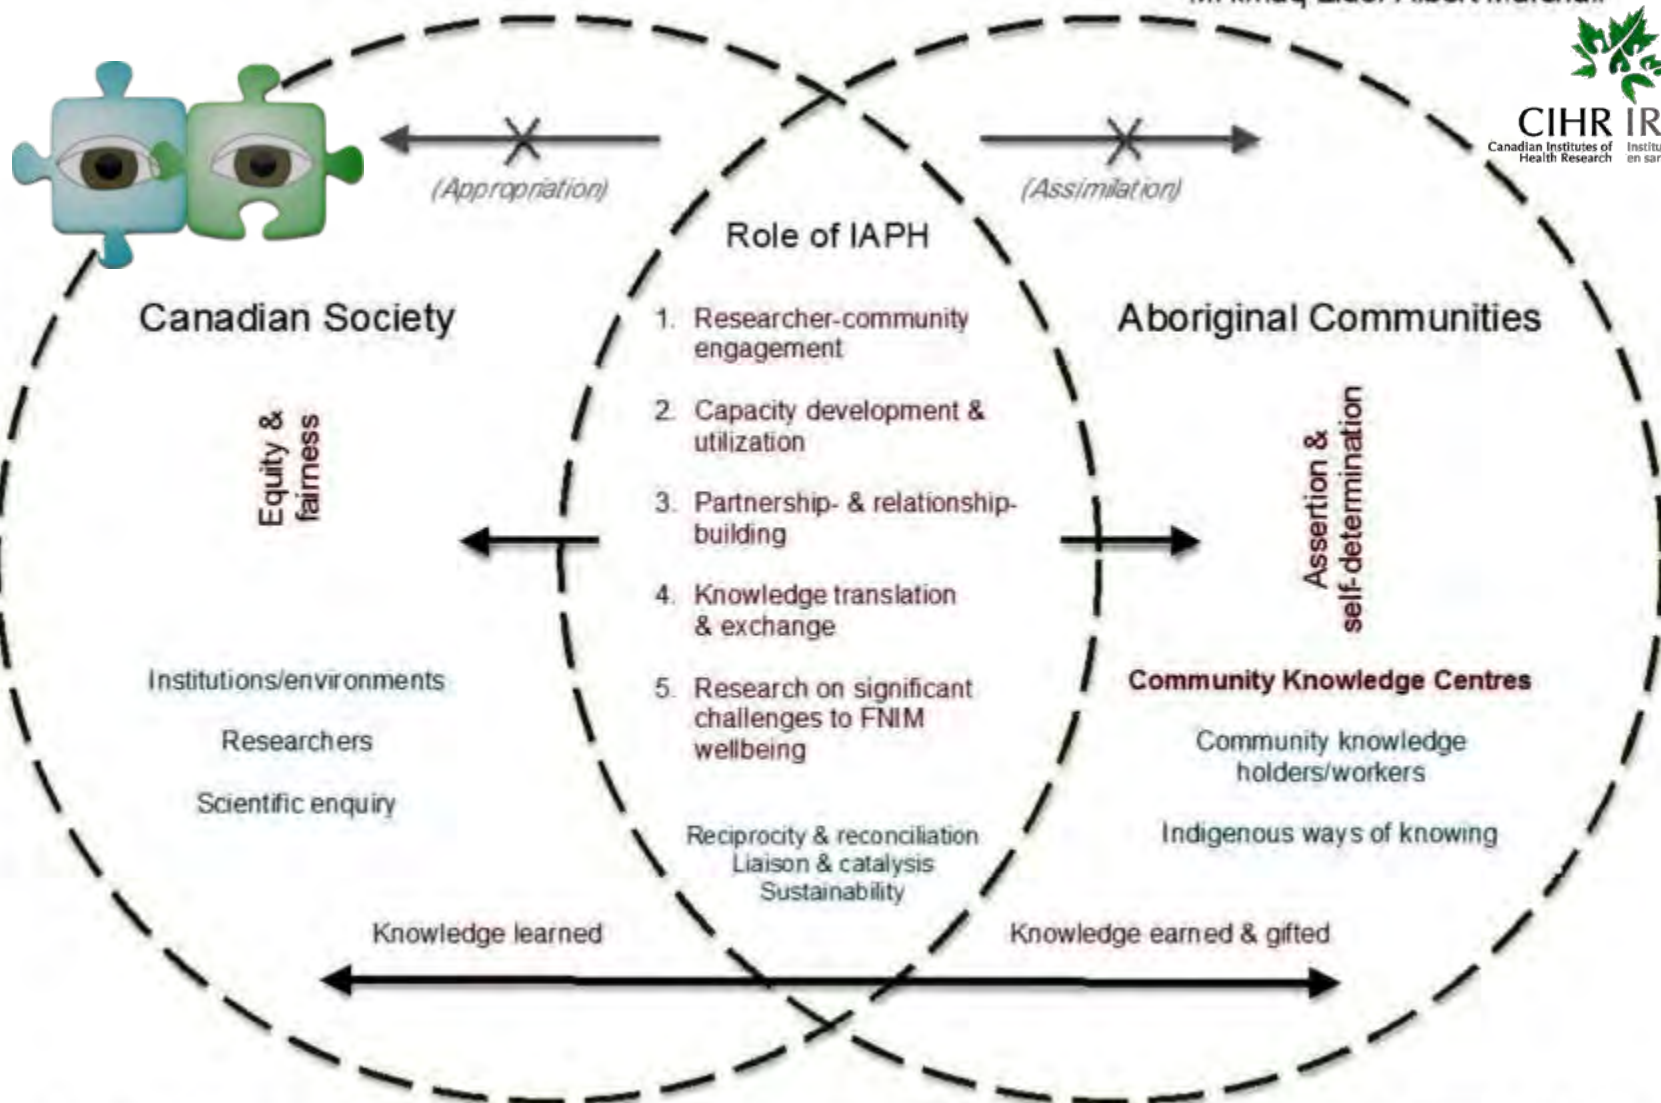 CIHR IR
Canadian Institutes of
Health Research
(Appropriation)
(Assimilation)
Role of IAPH
Canadian Society
Aboriginal Communities
Equity &
fairness
1. Researcher-community
engagement
2. Capacity development &
utilization
3. Partnership- & relationship-
building
4. Knowledge translation
& exchange
5. Research on significant
challenges to FNIM
wellbeing
Reciprocity & reconciliation
Liaison & catalysis
Sustainability
Assertion &
self-determination
Institutions/environments
Researchers
Scientific enquiry
Community Knowledge Centres
Community knowledge
holders/workers
Indigenous ways of knowing
Knowledge learned
Knowledge earned & gifted